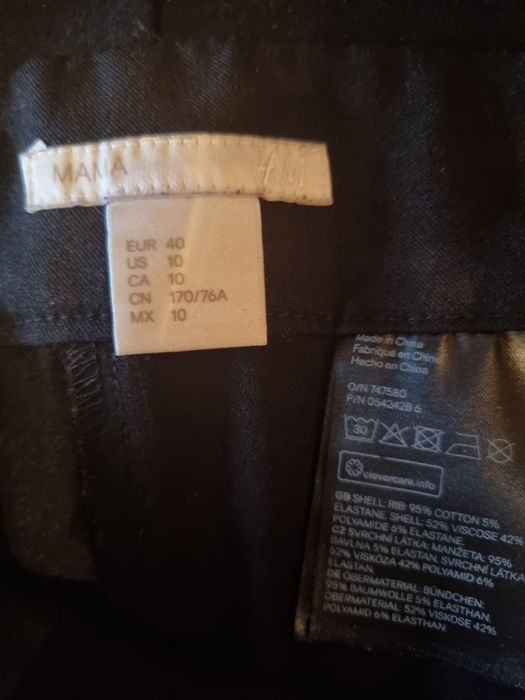 MAMA H&M
EUR 40
US 10
CA 10
CN 170/76A
MX 10
Made in China
Fabriqué en Chine
Hecho en China
O/N 747580
P/N 054242B 6
30
clevercare.info
GB SHELL: RIB: 95% COTTON 5%
ELASTANE. SHELL: 52% VISCOSE 42%
POLYAMIDE 6% ELASTANE
CZ SVRCHNÍ LÁTKA: MANŽETA: 95%
BAVLNA 5% ELASTAN. SVRCHNÍ LÁTKA:
52% VISKÓZA 42% POLYAMID 6%
ELASTAN.
DE OBERMATERIAL: BÜNDCHEN:
95% BAUMWOLLE 5% ELASTHAN.
OBERMATERIAL: 52% VISKOSE 42%
POLYAMID 6% ELASTHAN.